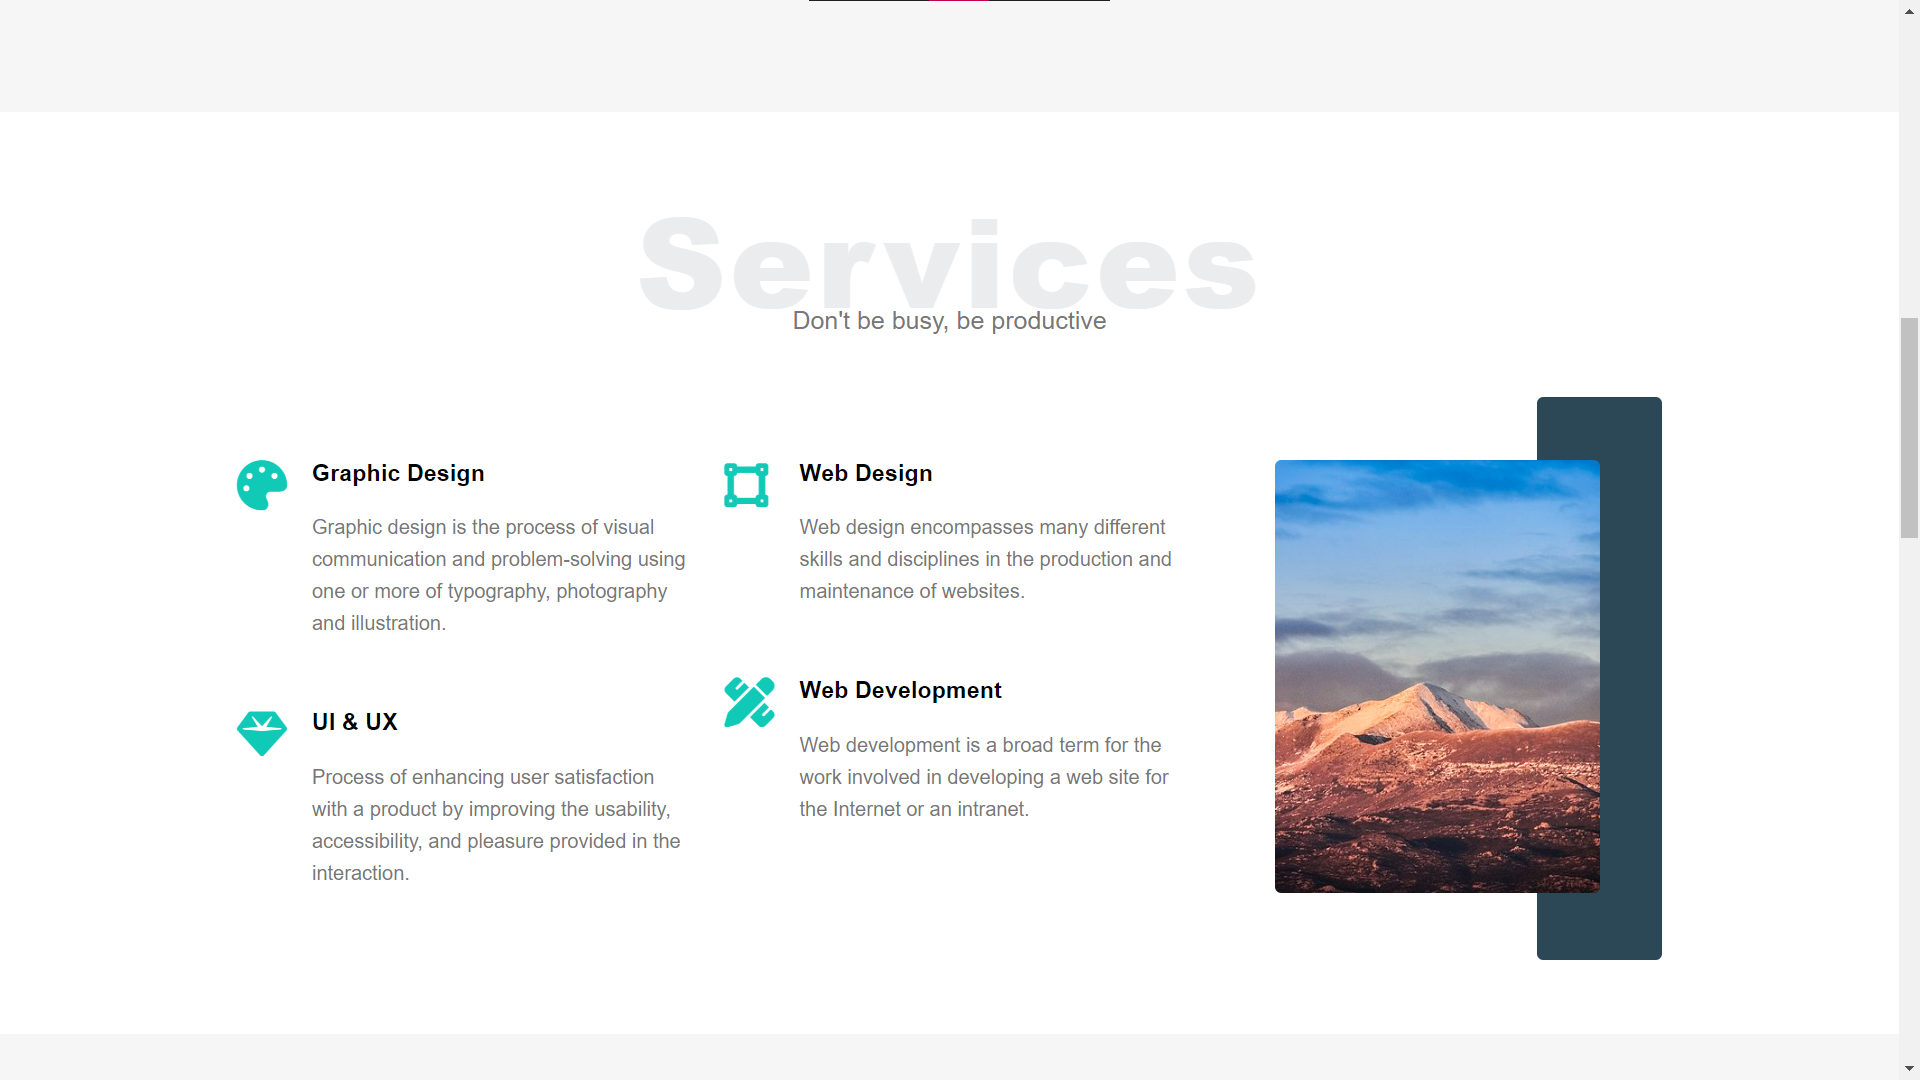 Services
Don't be busy, be productive
Graphic Design
Graphic design is the process of visual
communication and problem-solving using
one or more of typography, photography
and illustration.
UI & UX
Process of enhancing user satisfaction
with a product by improving the usability,
accessibility, and pleasure provided in the
interaction.
Web Design
Web design encompasses many different
skills and disciplines in the production and
maintenance of websites.
Web Development
Web development is a broad term for the
work involved in developing a web site for
the Internet or an intranet.